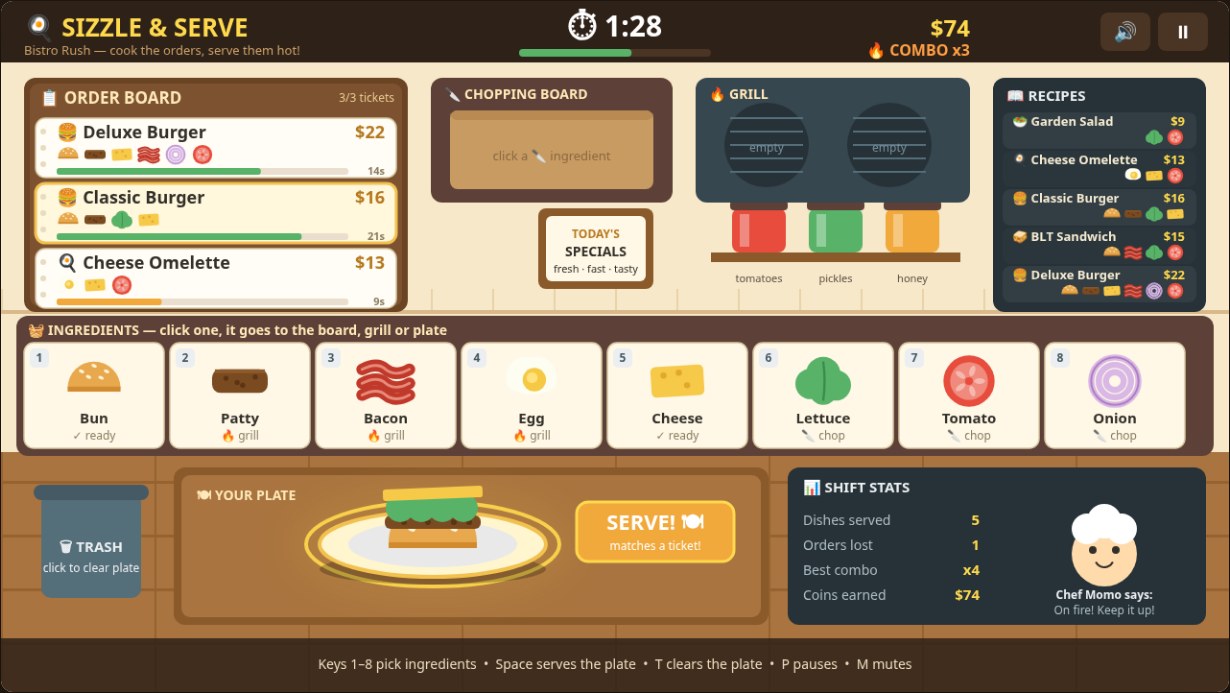 🍳 SIZZLE & SERVE
Bistro Rush — cook the orders, serve them hot!
⏱ 1:28
$74
🔥 COMBO x3
📋 ORDER BOARD 3/3 tickets
🍔 Deluxe Burger $22
14s
🍔 Classic Burger $16
21s
🍳 Cheese Omelette $13
9s
🔪 CHOPPING BOARD
click a 🔪 ingredient
🔥 GRILL
empty empty
TODAY'S
SPECIALS
fresh · fast · tasty
tomatoes pickles honey
📖 RECIPES
🥗 Garden Salad $9
🍳 Cheese Omelette $13
🍔 Classic Burger $16
🥪 BLT Sandwich $15
🍔 Deluxe Burger $22
🧺 INGREDIENTS — click one, it goes to the board, grill or plate
1 2 3 4 5 6 7 8
Bun Patty Bacon Egg Cheese Lettuce Tomato Onion
✓ ready 🔥 grill 🔥 grill 🔥 grill ✓ ready 🔪 chop 🔪 chop 🔪 chop
🗑 TRASH
click to clear plate
🍽 YOUR PLATE
SERVE! 🍽
matches a ticket!
📊 SHIFT STATS
Dishes served 5
Orders lost 1
Best combo x4
Coins earned $74
Chef Momo says:
On fire! Keep it up!
Keys 1–8 pick ingredients • Space serves the plate • T clears the plate • P pauses • M mutes